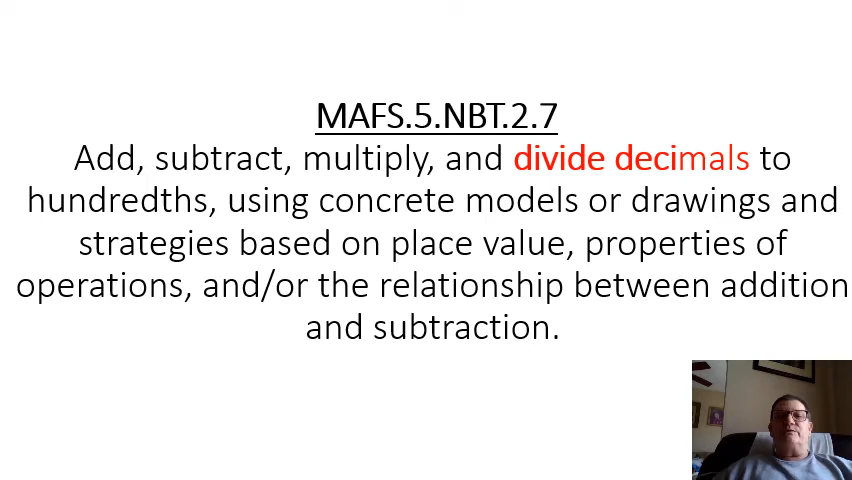 MAFS.5.NBT.2.7
Add, subtract, multiply, and divide decimals to
hundredths, using concrete models or drawings and
strategies based on place value, properties of
operations, and/or the relationship between addition
and subtraction.